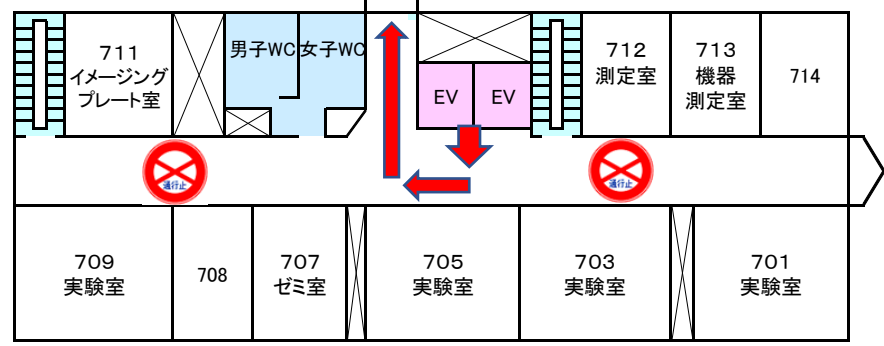 711
イメージング
プレート室
男子WC
女子WC
EV
EV
712
測定室
713
機器
測定室
714
通行止
通行止
709
実験室
708
707
ゼミ室
705
実験室
703
実験室
701
実験室